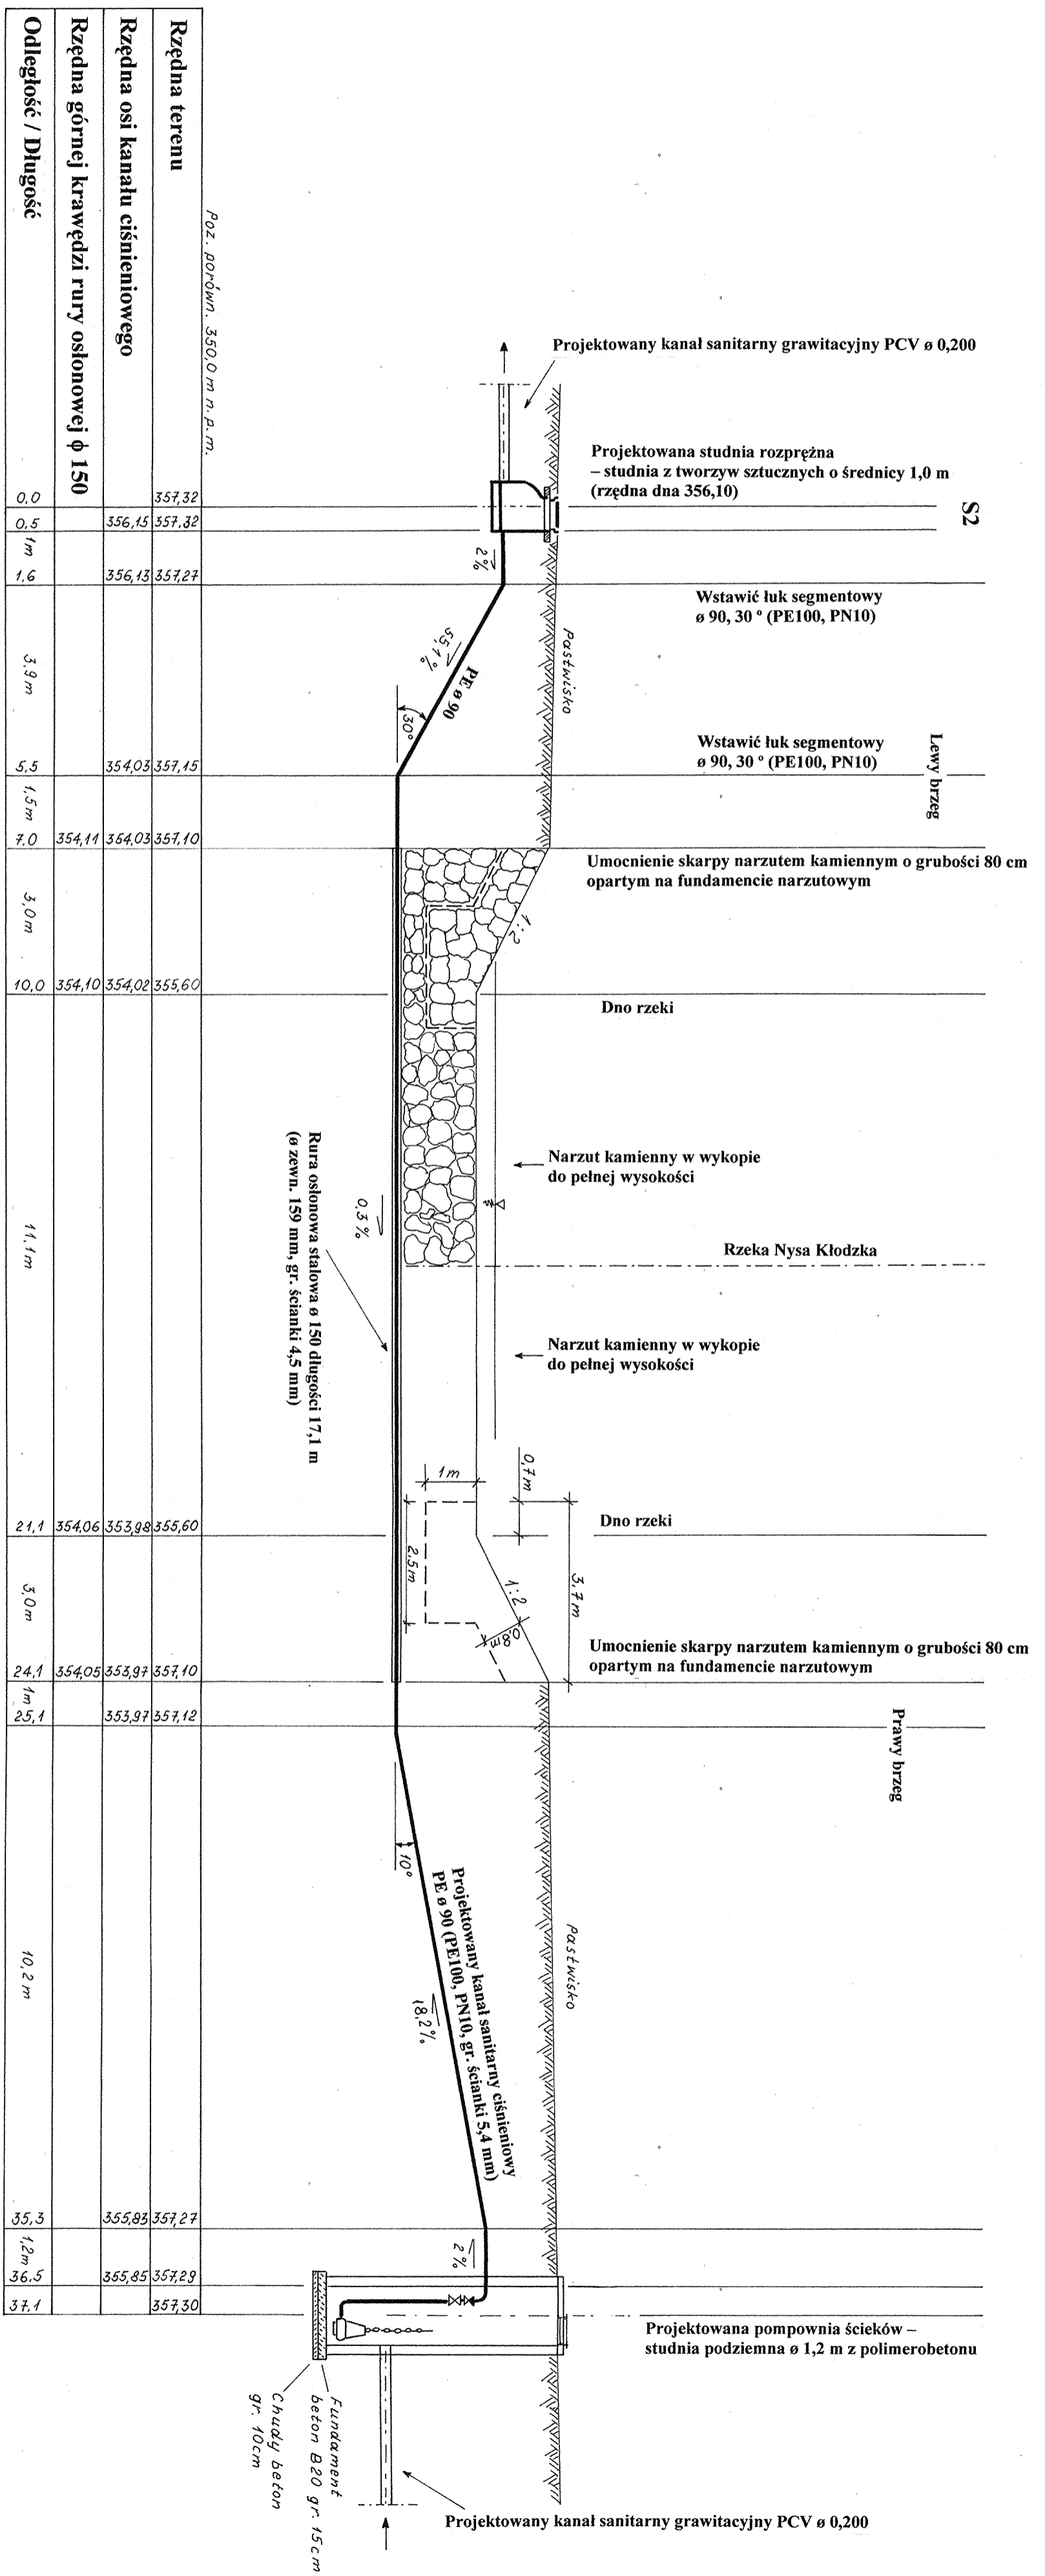 Projektowany kanał sanitarny grawitacyjny PCV ø 0,200
Projektowana studnia rozprężna
– studnia z tworzyw sztucznych o średnicy 1,0 m
(rzędna dna 356,10)
S2
2%
Wstawić łuk segmentowy
ø 90, 30 º (PE100, PN10)
Pastwisko
55,1%
PE ø 90
30°
Wstawić łuk segmentowy
ø 90, 30 º (PE100, PN10)
Lewy brzeg
Umocnienie skarpy narzutem kamiennym o grubości 80 cm
opartym na fundamencie narzutowym
1:2
Dno rzeki
Narzut kamienny w wykopie
do pełnej wysokości
Rzeka Nysa Kłodzka
0,3%
Rura osłonowa stalowa ø 150 długości 17,1 m
(ø zewn. 159 mm, gr. ścianki 4,5 mm)
Narzut kamienny w wykopie
do pełnej wysokości
0,7m
1m
Dno rzeki
2,5m
3,7m
1:2
0,8m
Umocnienie skarpy narzutem kamiennym o grubości 80 cm
opartym na fundamencie narzutowym
Prawy brzeg
10°
Projektowany kanał sanitarny ciśnieniowy
PE ø 90 (PE100, PN10, gr. ścianki 5,4 mm)
Pastwisko
18,2%
2%
Projektowana pompownia ścieków –
studnia podziemna ø 1,2 m z polimerobetonu
Fundament
beton B20 gr. 15cm
Chudy beton
gr. 10cm
Projektowany kanał sanitarny grawitacyjny PCV ø 0,200
Poz. porówn. 350,0 m n.p.m.
Rzędna terenu
357,32
357,32
357,27
357,15
357,10
355,60
355,60
357,10
357,12
357,27
357,29
357,30
Rzędna osi kanału ciśnieniowego
356,15
356,13
354,03
354,03
354,02
353,98
353,97
353,97
355,83
355,85
Rzędna górnej krawędzi rury osłonowej ϕ 150
354,11
354,10
354,06
354,05
Odległość / Długość
0,0
0,5
1m
1,6
3,9 m
5,5
1,5m
7,0
3,0m
10,0
11,1m
21,1
3,0m
24,1
1m
25,1
10,2 m
35,3
1,2m
36,5
37,1